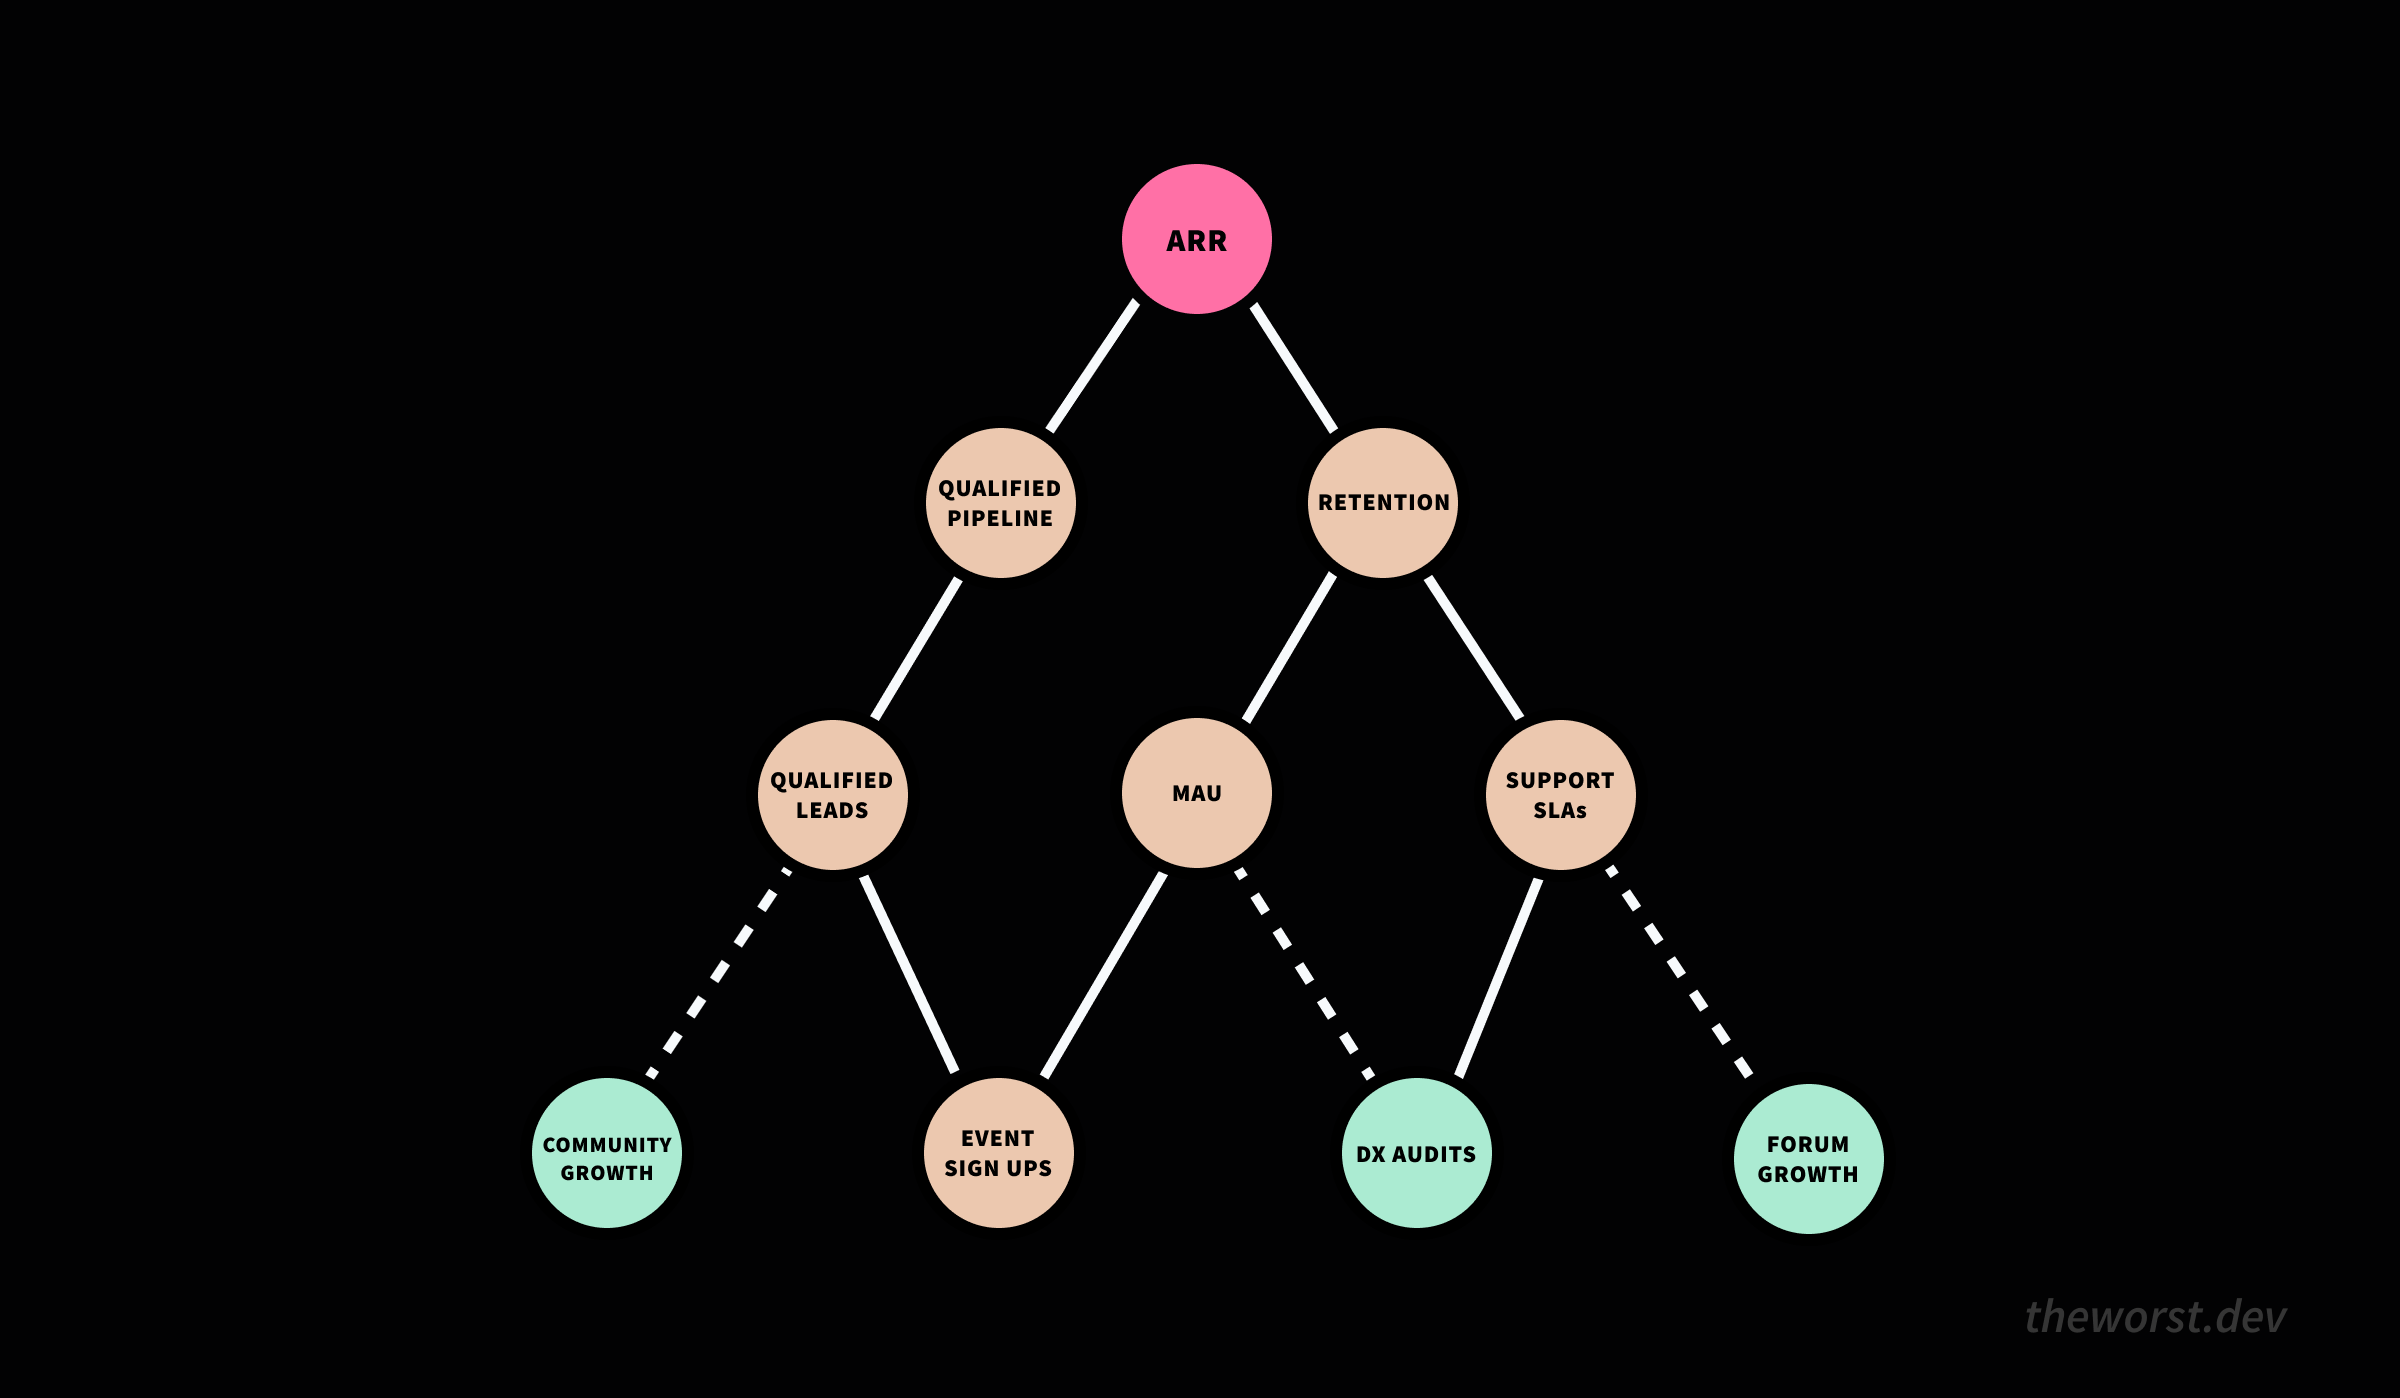 ARR
QUALIFIED
PIPELINE
RETENTION
QUALIFIED
LEADS
MAU
SUPPORT
SLAs
COMMUNITY
GROWTH
EVENT
SIGN UPS
DX AUDITS
FORUM
GROWTH
theworst.dev